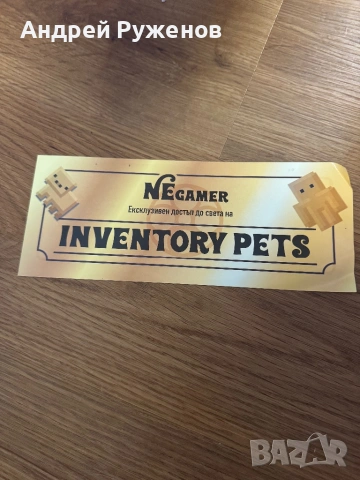 Андрей Руженов
NEGAMER
Ексклузивен достъп до света на
INVENTORY PETS
BAZAR